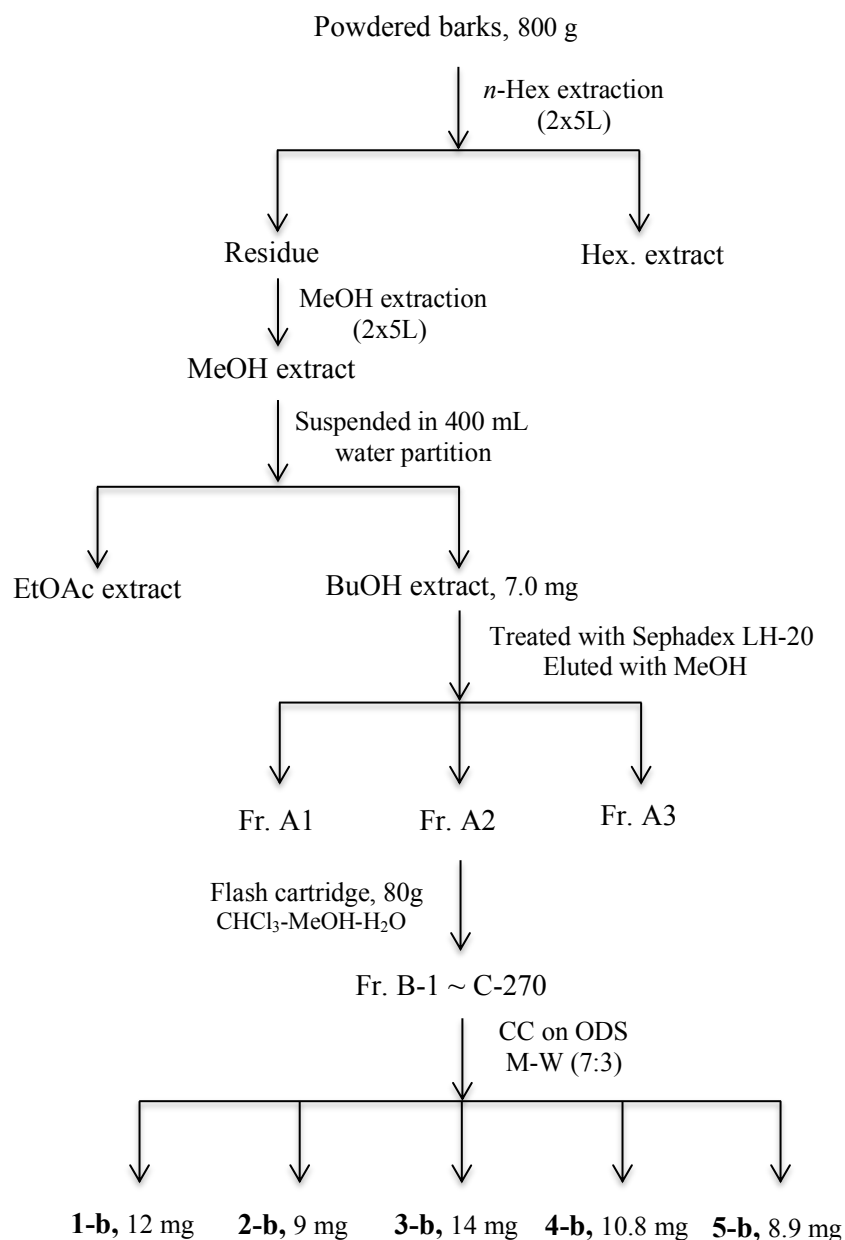 Powdered barks, 800 g
n-Hex extraction
(2x5L)
Residue
Hex. extract
MeOH extraction
(2x5L)
MeOH extract
Suspended in 400 mL
water partition
EtOAc extract
BuOH extract, 7.0 mg
Treated with Sephadex LH-20
Eluted with MeOH
Fr. A1
Fr. A2
Fr. A3
Flash cartridge, 80g
CHCl₃-MeOH-H₂O
Fr. B-1 ~ C-270
CC on ODS
M-W (7:3)
1-b, 12 mg
2-b, 9 mg
3-b, 14 mg
4-b, 10.8 mg
5-b, 8.9 mg